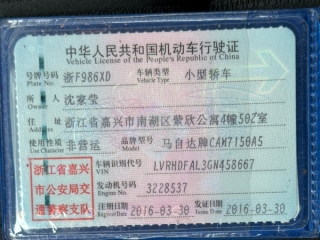 中华人民共和国机动车行驶证
Vehicle License of the People's Republic of China
号牌号码 浙F986XD 车辆类型 小型轿车
Plate No. Vehicle Type
所有人 沈家莹
Owner
住址 浙江省嘉兴市南湖区紫欣公寓4幢502室
Address
使用性质 非营运 品牌型号 马自达牌CAM7150A5
Use Character Model
浙江省嘉兴
市公安局交
通警察支队
车辆识别代号 LVRHDFAL3GN458667
VIN
发动机号码 3228537
Engine No.
注册日期 2016-03-30 发证日期 2016-03-30
Register Date Issue Date